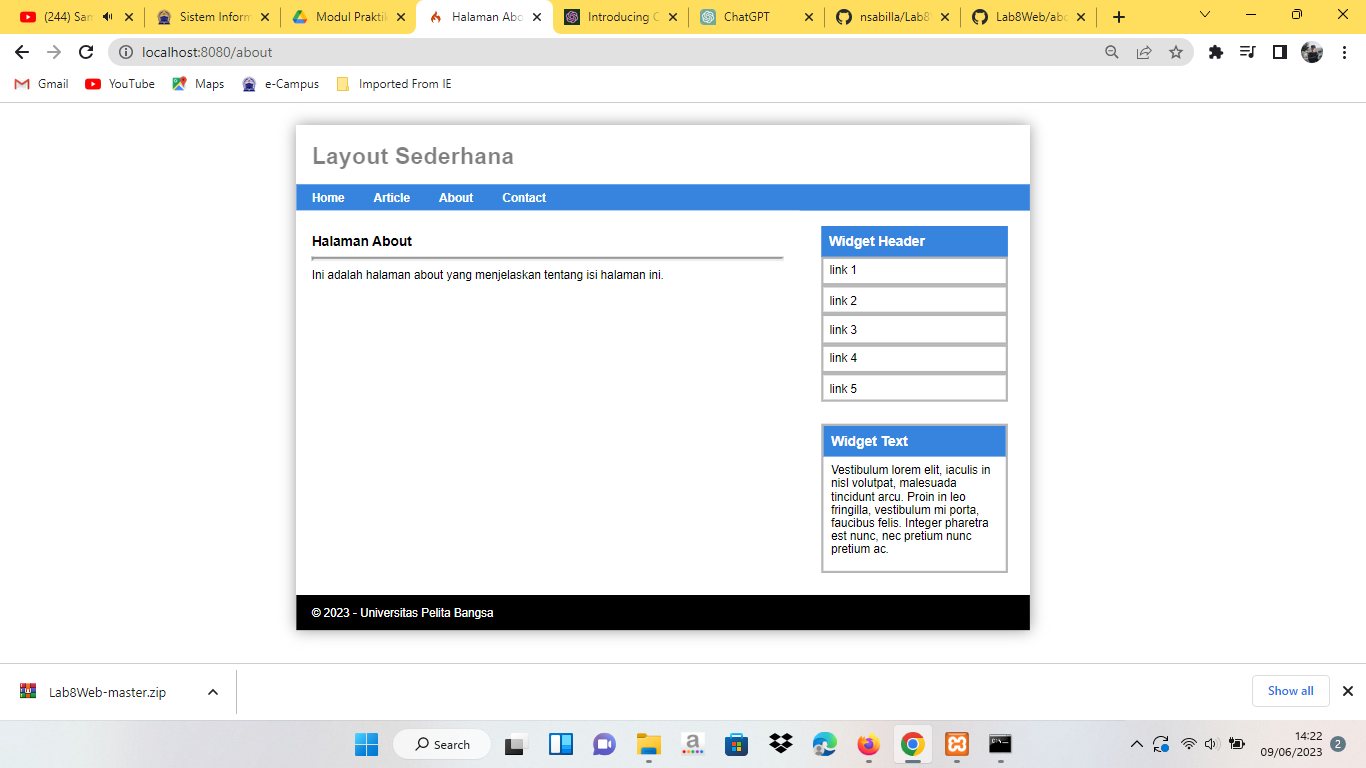 (244) Sam
Sistem Inform
Modul Praktik
Halaman Abo
Introducing C
ChatGPT
nsabilla/Lab8
Lab8Web/abo
localhost:8080/about
Gmail
YouTube
Maps
e-Campus
Imported From IE
Layout Sederhana
Home Article About Contact
Halaman About
Ini adalah halaman about yang menjelaskan tentang isi halaman ini.
Widget Header
link 1
link 2
link 3
link 4
link 5
Widget Text
Vestibulum lorem elit, iaculis in
nisl volutpat, malesuada
tincidunt arcu. Proin in leo
fringilla, vestibulum mi porta,
faucibus felis. Integer pharetra
est nunc, nec pretium nunc
pretium ac.
© 2023 - Universitas Pelita Bangsa
Lab8Web-master.zip
Show all
Search
14:22
09/06/2023
2